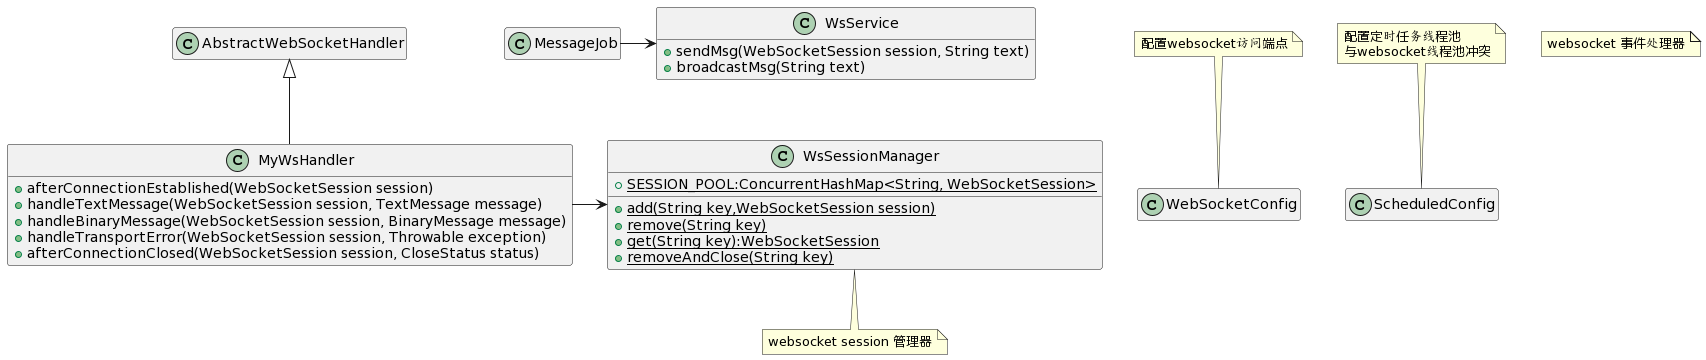 C AbstractWebSocketHandler
C MessageJob
C WsService
sendMsg(WebSocketSession session, String text)
broadcastMsg(String text)
配置websocket访问端点
配置定时任务线程池
与websocket线程池冲突
websocket 事件处理器
C MyWsHandler
afterConnectionEstablished(WebSocketSession session)
handleTextMessage(WebSocketSession session, TextMessage message)
handleBinaryMessage(WebSocketSession session, BinaryMessage message)
handleTransportError(WebSocketSession session, Throwable exception)
afterConnectionClosed(WebSocketSession session, CloseStatus status)
C WsSessionManager
SESSION_POOL:ConcurrentHashMap<String, WebSocketSession>
add(String key,WebSocketSession session)
remove(String key)
get(String key):WebSocketSession
removeAndClose(String key)
C WebSocketConfig
C ScheduledConfig
websocket session 管理器